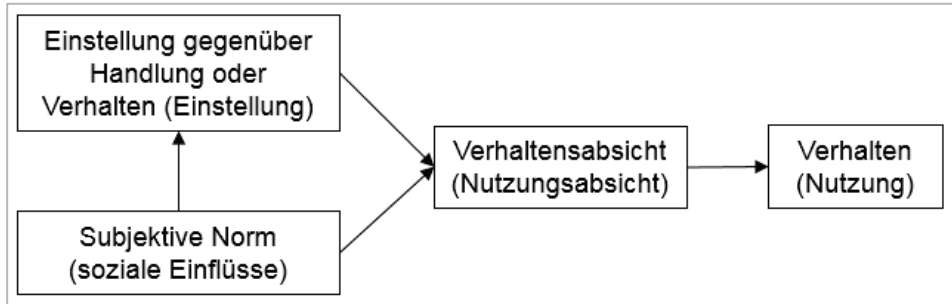 Einstellung gegenüber
Handlung oder
Verhalten (Einstellung)
Verhaltensabsicht
(Nutzungsabsicht)
Verhalten
(Nutzung)
Subjektive Norm
(soziale Einflüsse)